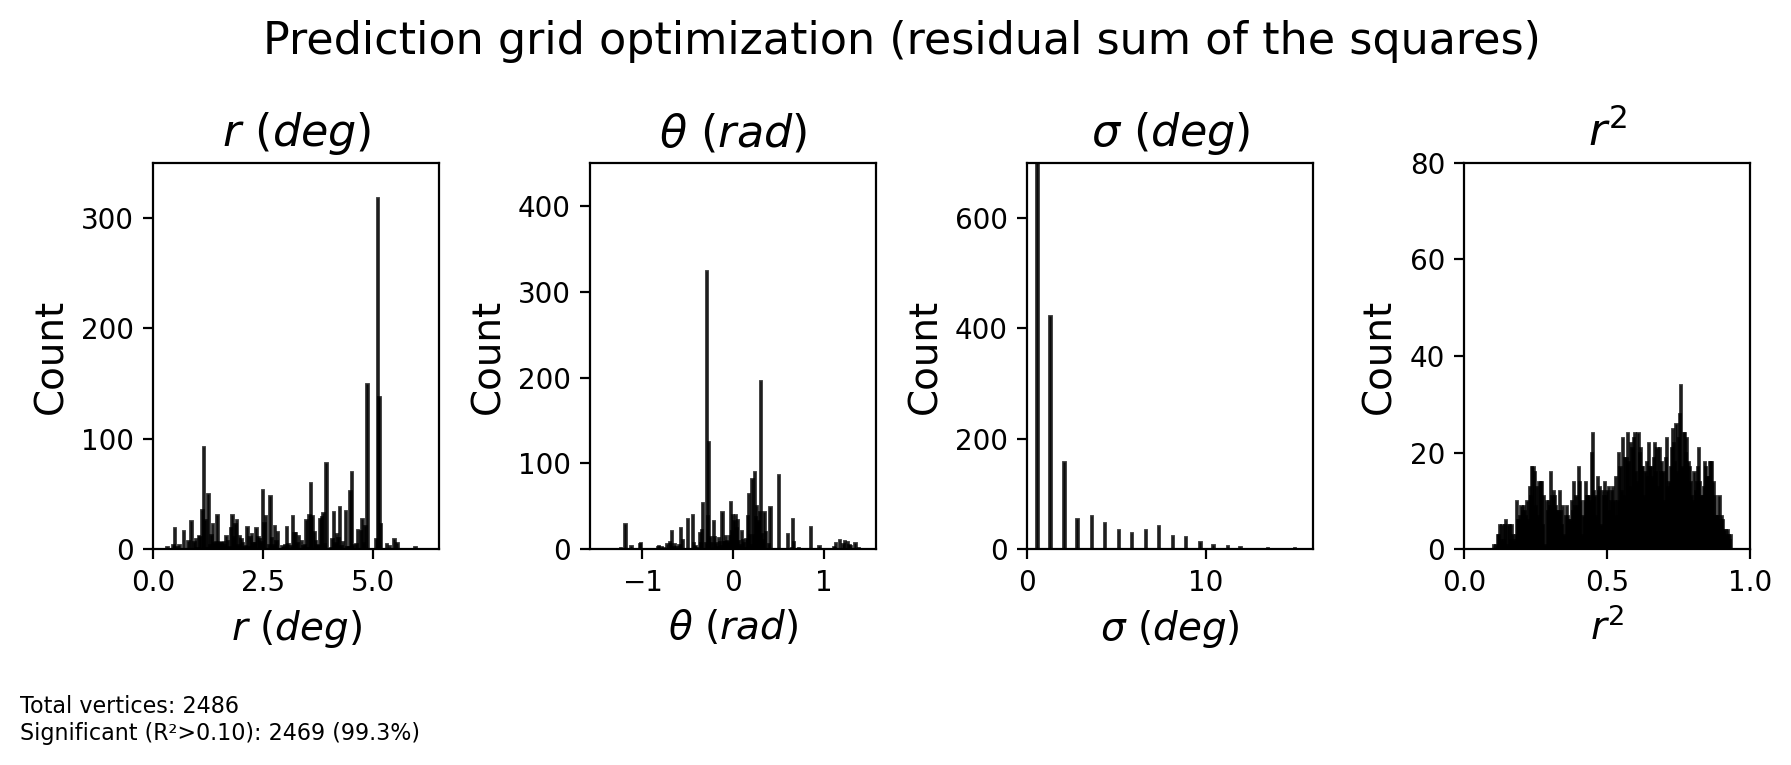 Prediction grid optimization (residual sum of the squares)
r (deg)
θ (rad)
σ (deg)
r²
Count
0
100
200
300
0.0
2.5
5.0
r (deg)
Count
0
100
200
300
400
−1
0
1
θ (rad)
Count
0
200
400
600
0
10
σ (deg)
Count
0
20
40
60
80
0.0
0.5
1.0
r²
Total vertices: 2486
Significant (R²>0.10): 2469 (99.3%)